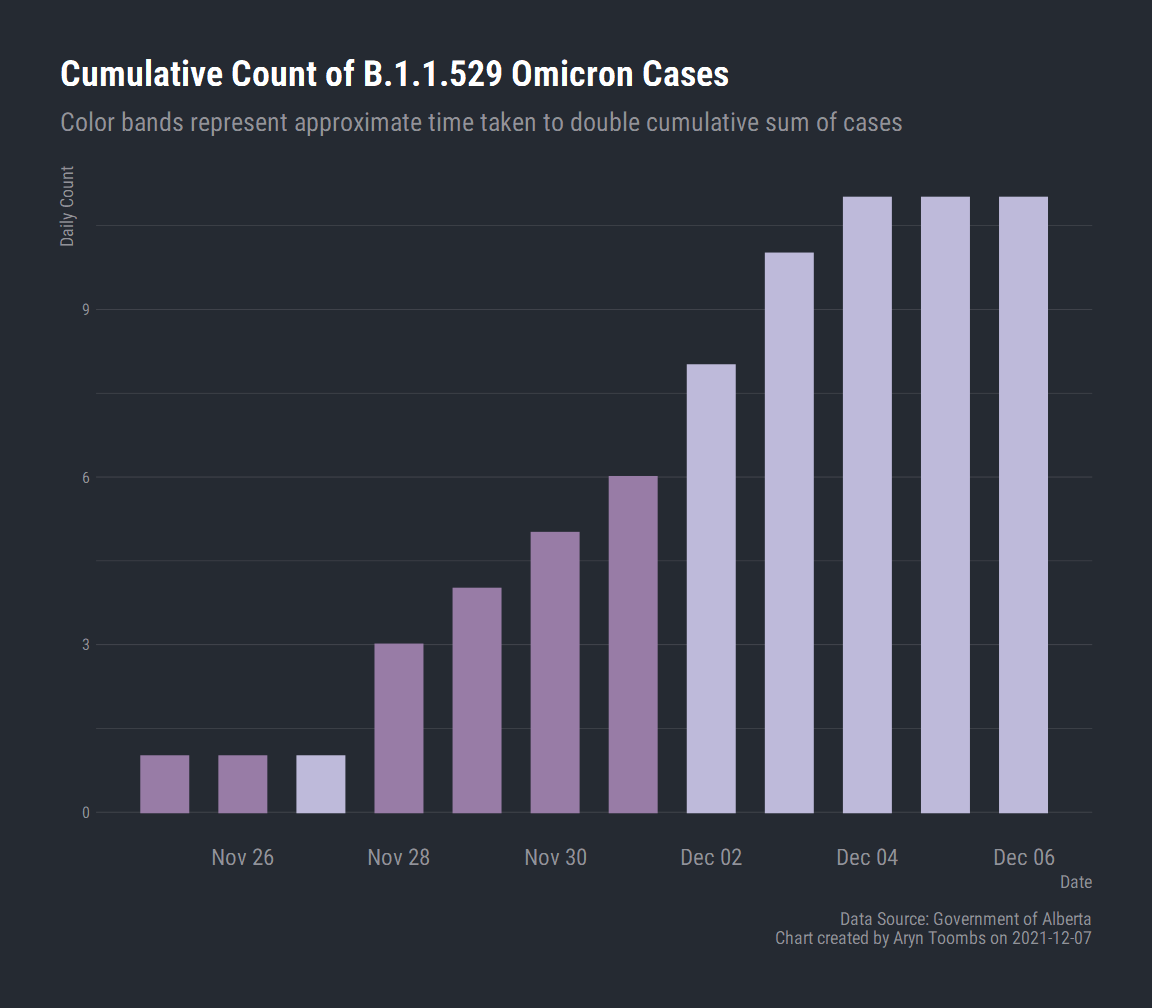 Cumulative Count of B.1.1.529 Omicron Cases
Color bands represent approximate time taken to double cumulative sum of cases
Daily Count
9
6
3
0
Nov 26
Nov 28
Nov 30
Dec 02
Dec 04
Dec 06
Date
Data Source: Government of Alberta
Chart created by Aryn Toombs on 2021-12-07